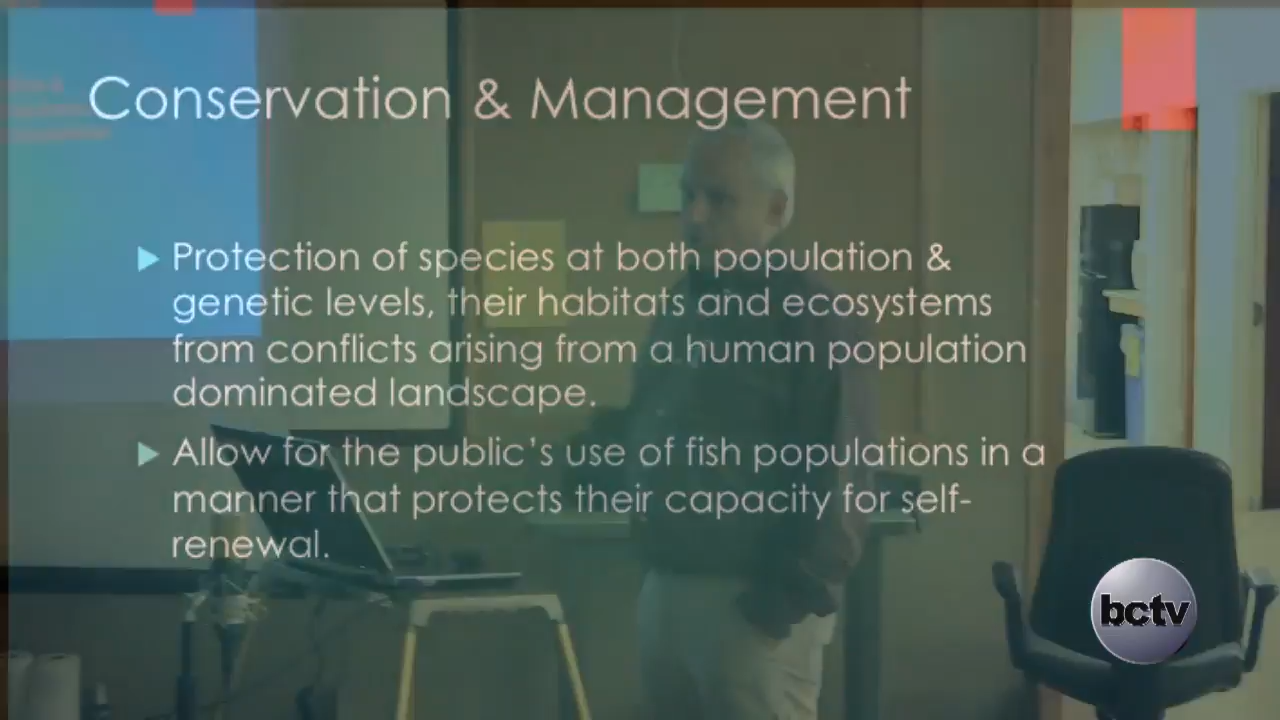 Conservation & Management
Protection of species at both population &
genetic levels, their habitats and ecosystems
from conflicts arising from a human population
dominated landscape.
Allow for the public's use of fish populations in a
manner that protects their capacity for self-
renewal.
bctv